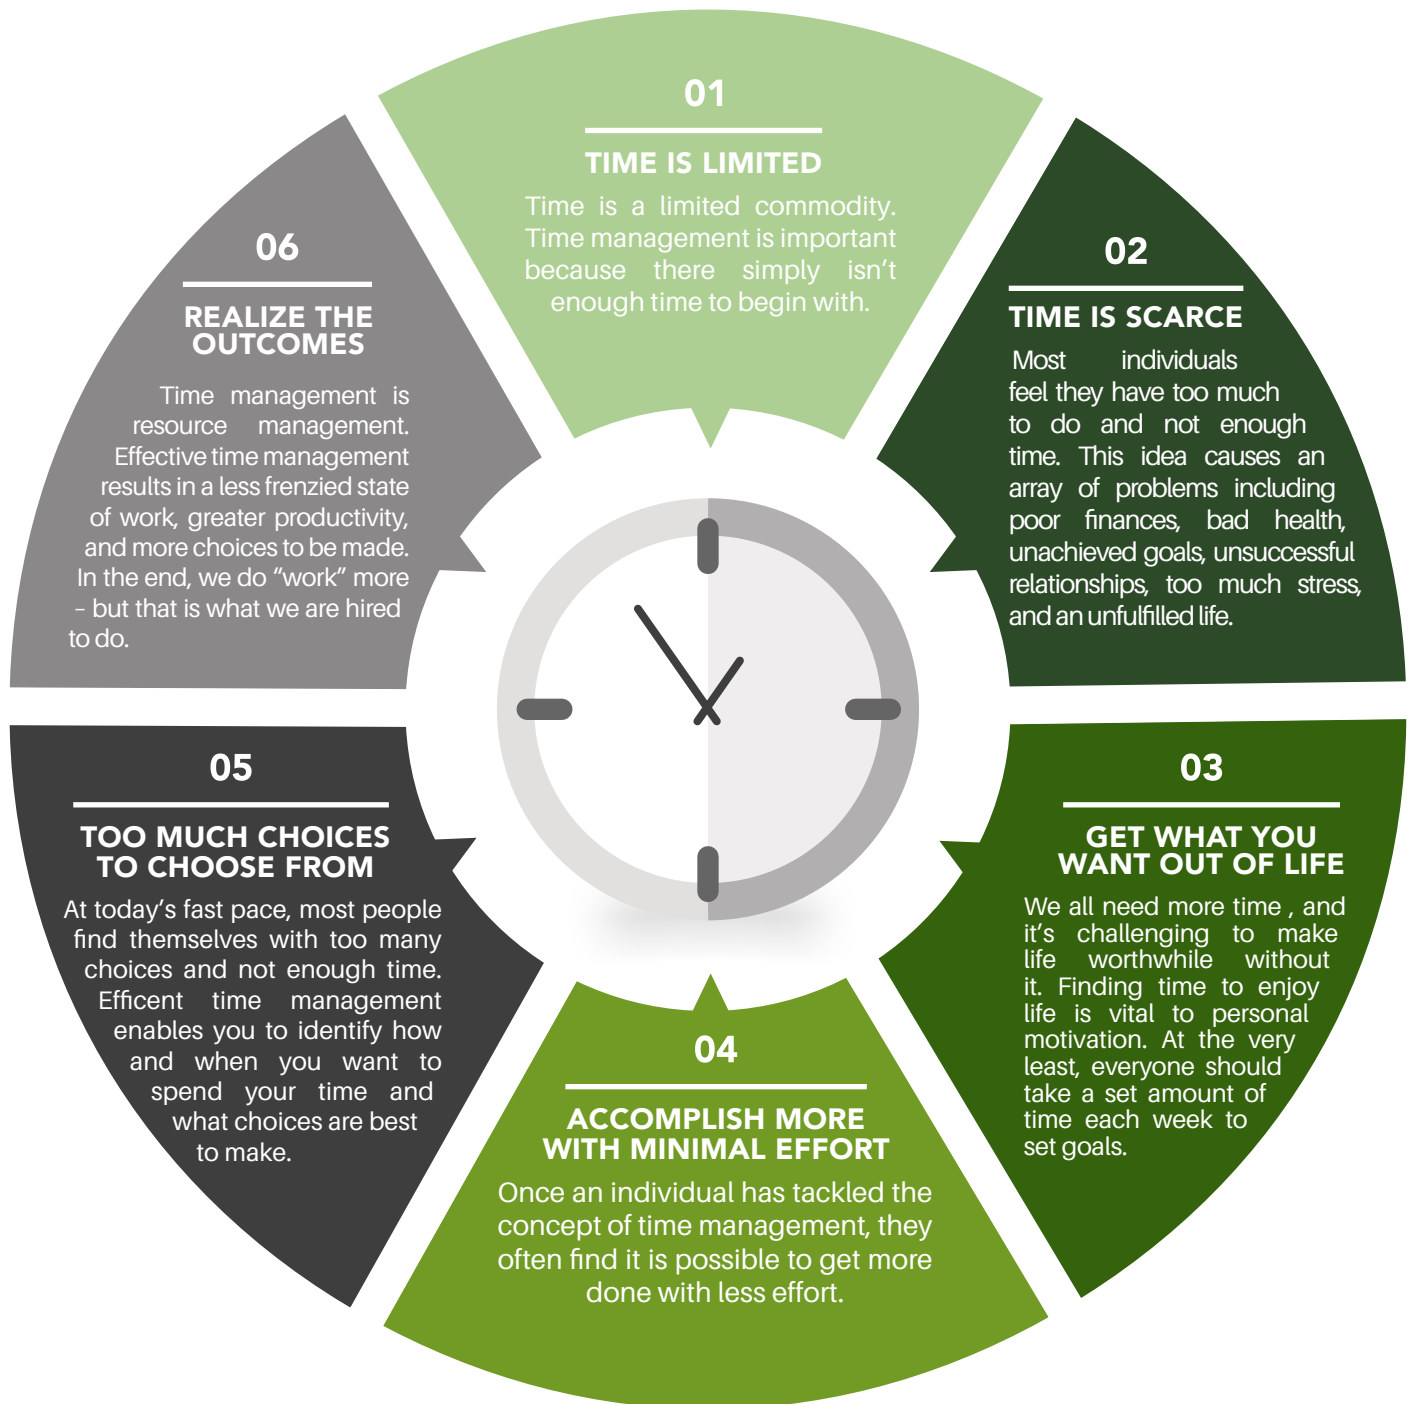 01
TIME IS LIMITED
Time is a limited commodity.
Time management is important
because there simply isn't
enough time to begin with.
02
TIME IS SCARCE
Most individuals
feel they have too much
to do and not enough
time. This idea causes an
array of problems including
poor finances, bad health,
unachieved goals, unsuccessful
relationships, too much stress,
and an unfulfilled life.
03
GET WHAT YOU
WANT OUT OF LIFE
We all need more time , and
it's challenging to make
life worthwhile without
it. Finding time to enjoy
life is vital to personal
motivation. At the very
least, everyone should
take a set amount of
time each week to
set goals.
04
ACCOMPLISH MORE
WITH MINIMAL EFFORT
Once an individual has tackled the
concept of time management, they
often find it is possible to get more
done with less effort.
05
TOO MUCH CHOICES
TO CHOOSE FROM
At today's fast pace, most people
find themselves with too many
choices and not enough time.
Efficent time management
enables you to identify how
and when you want to
spend your time and
what choices are best
to make.
06
REALIZE THE
OUTCOMES
Time management is
resource management.
Effective time management
results in a less frenzied state
of work, greater productivity,
and more choices to be made.
In the end, we do “work” more
– but that is what we are hired
to do.